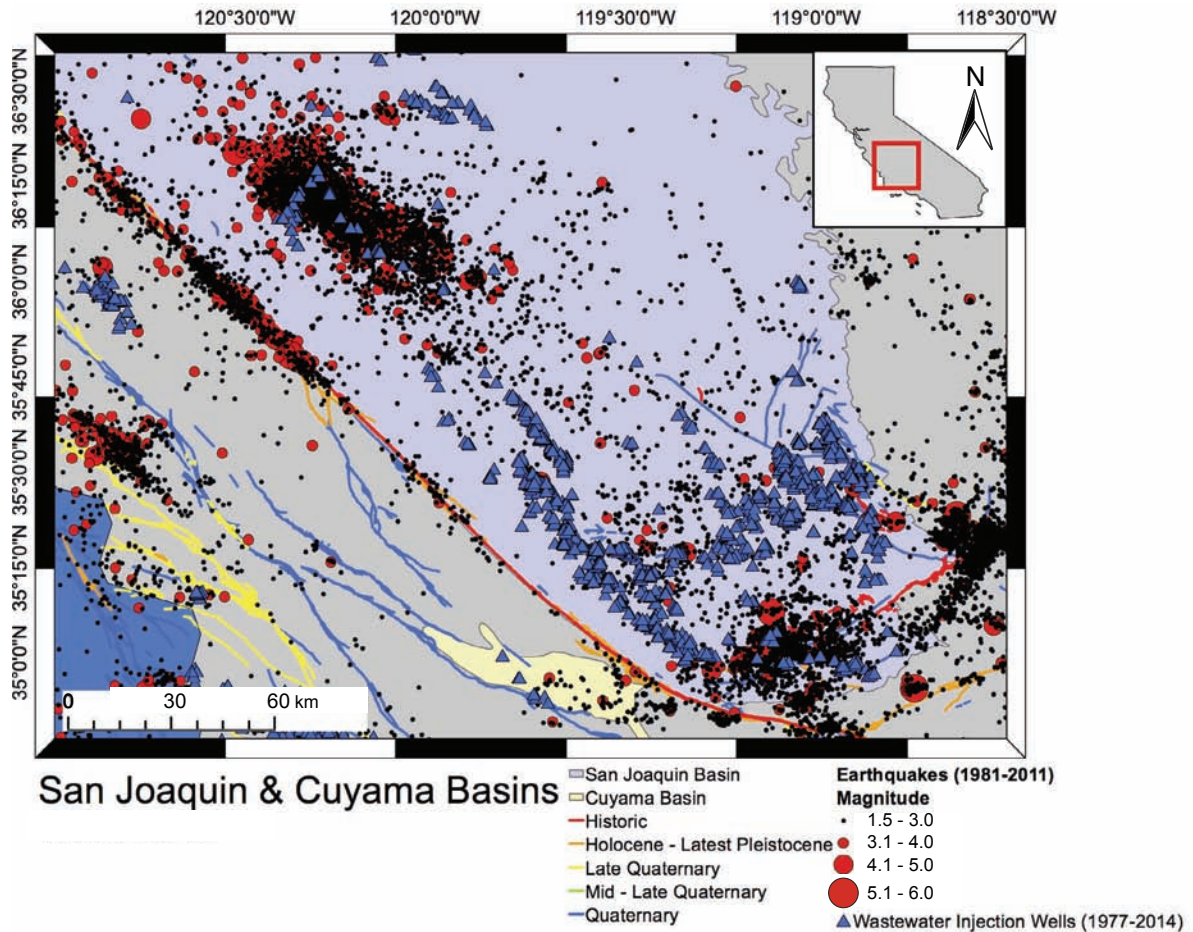 120°30'0"W 120°0'0"W 119°30'0"W 119°0'0"W 118°30'0"W
36°30'0"N
36°15'0"N
36°0'0"N
35°45'0"N
35°30'0"N
35°15'0"N
35°0'0"N
N
0 30 60 km
San Joaquin & Cuyama Basins
San Joaquin Basin
Cuyama Basin
Historic
Holocene - Latest Pleistocene
Late Quaternary
Mid - Late Quaternary
Quaternary
Earthquakes (1981-2011)
Magnitude
1.5 - 3.0
3.1 - 4.0
4.1 - 5.0
5.1 - 6.0
Wastewater Injection Wells (1977-2014)